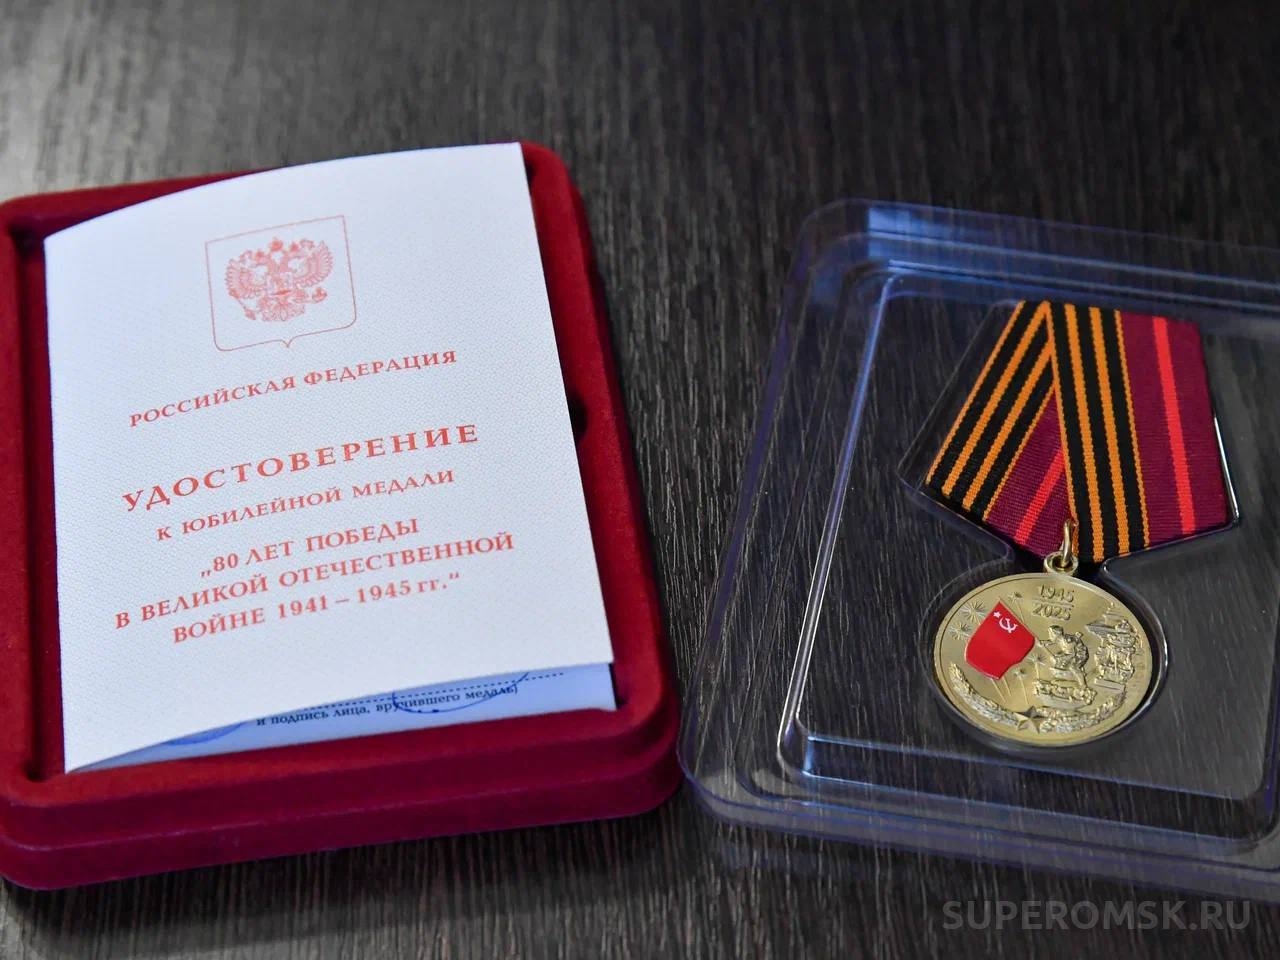 РОССИЙСКАЯ ФЕДЕРАЦИЯ
УДОСТОВЕРЕНИЕ
К ЮБИЛЕЙНОЙ МЕДАЛИ
„80 ЛЕТ ПОБЕДЫ
В ВЕЛИКОЙ ОТЕЧЕСТВЕННОЙ
ВОЙНЕ 1941 – 1945 гг.“
и подпись лица, вручившего медаль)
1945
2025
SUPEROMSK.RU